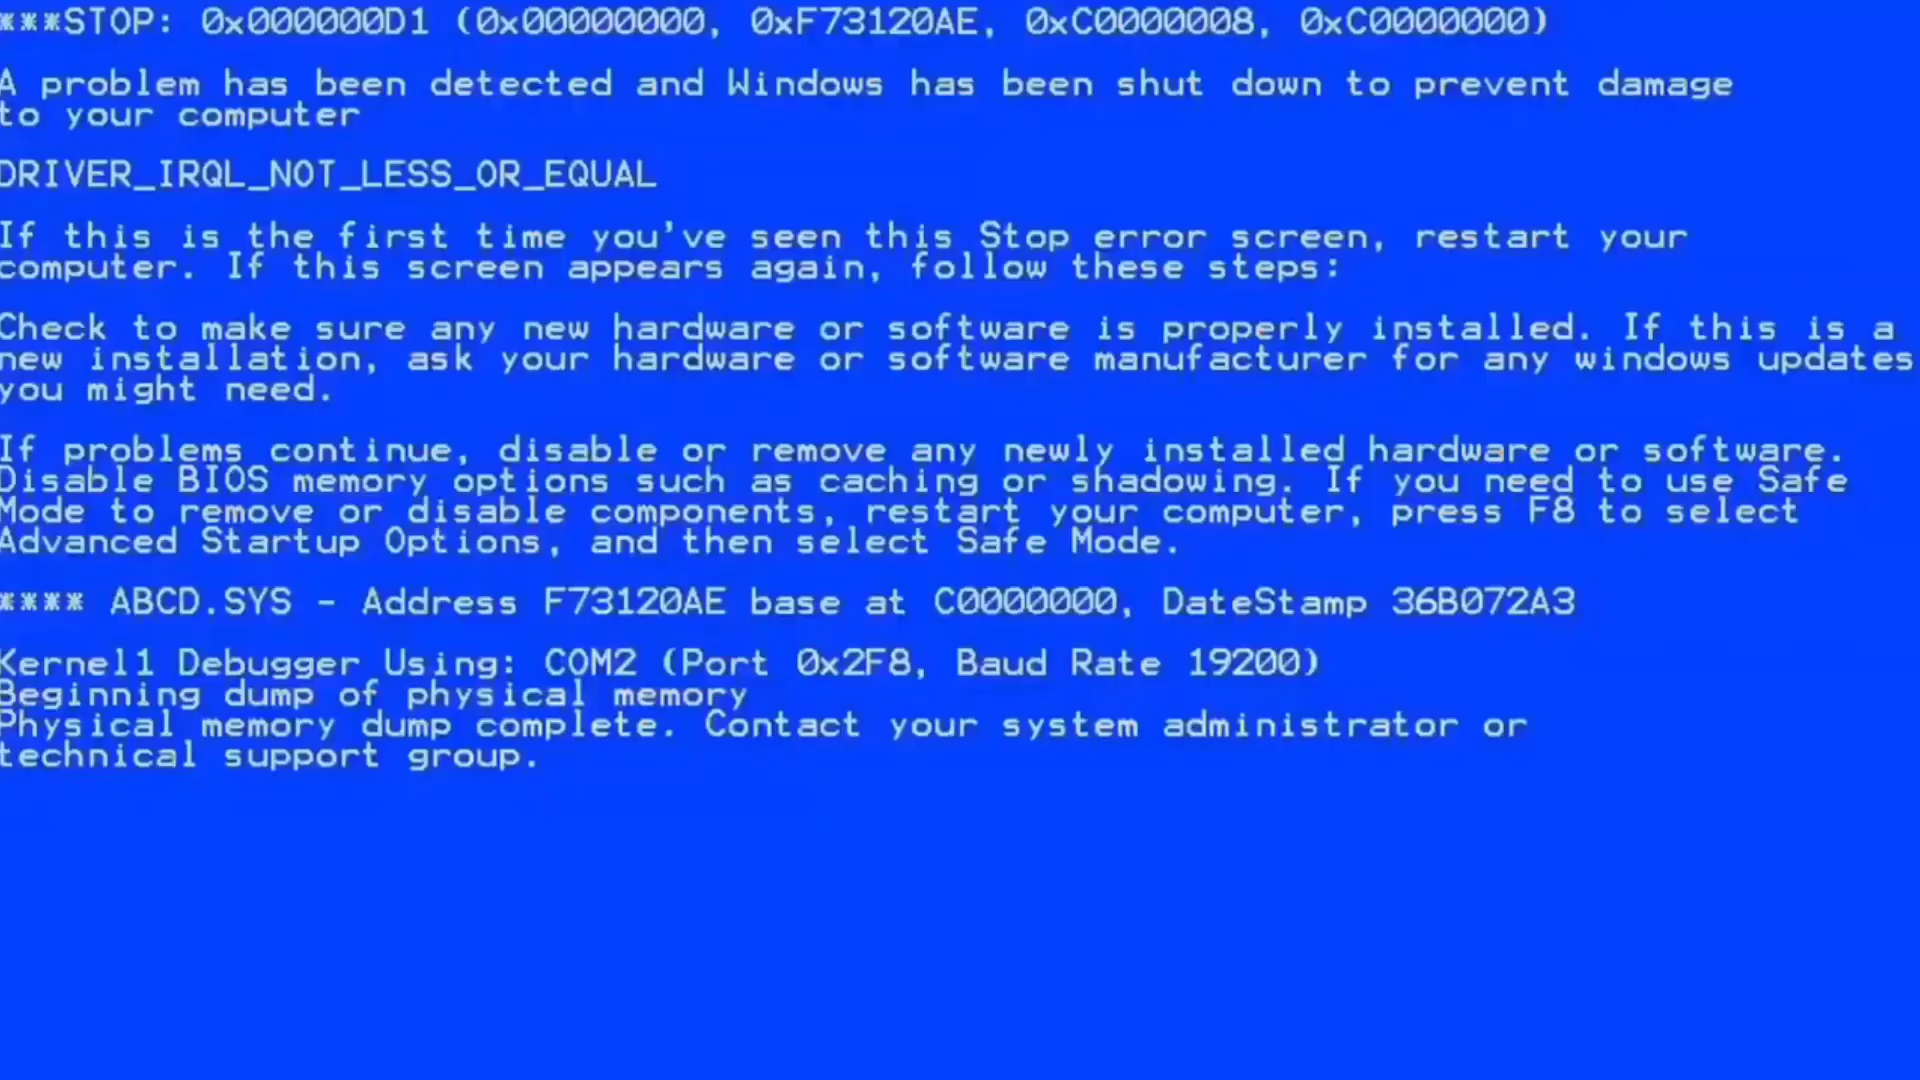 ***STOP: 0x000000D1 (0x00000000, 0xF73120AE, 0xC0000008, 0xC0000000)
A problem has been detected and Windows has been shut down to prevent damage
to your computer
DRIVER_IRQL_NOT_LESS_OR_EQUAL
If this is the first time you've seen this Stop error screen, restart your
computer. If this screen appears again, follow these steps:
Check to make sure any new hardware or software is properly installed. If this is a
new installation, ask your hardware or software manufacturer for any windows updates
you might need.
If problems continue, disable or remove any newly installed hardware or software.
Disable BIOS memory options such as caching or shadowing. If you need to use Safe
Mode to remove or disable components, restart your computer, press F8 to select
Advanced Startup Options, and then select Safe Mode.
**** ABCD.SYS - Address F73120AE base at C0000000, DateStamp 36B072A3
Kernel1 Debugger Using: COM2 (Port 0x2F8, Baud Rate 19200)
Beginning dump of physical memory
Physical memory dump complete. Contact your system administrator or
technical support group.